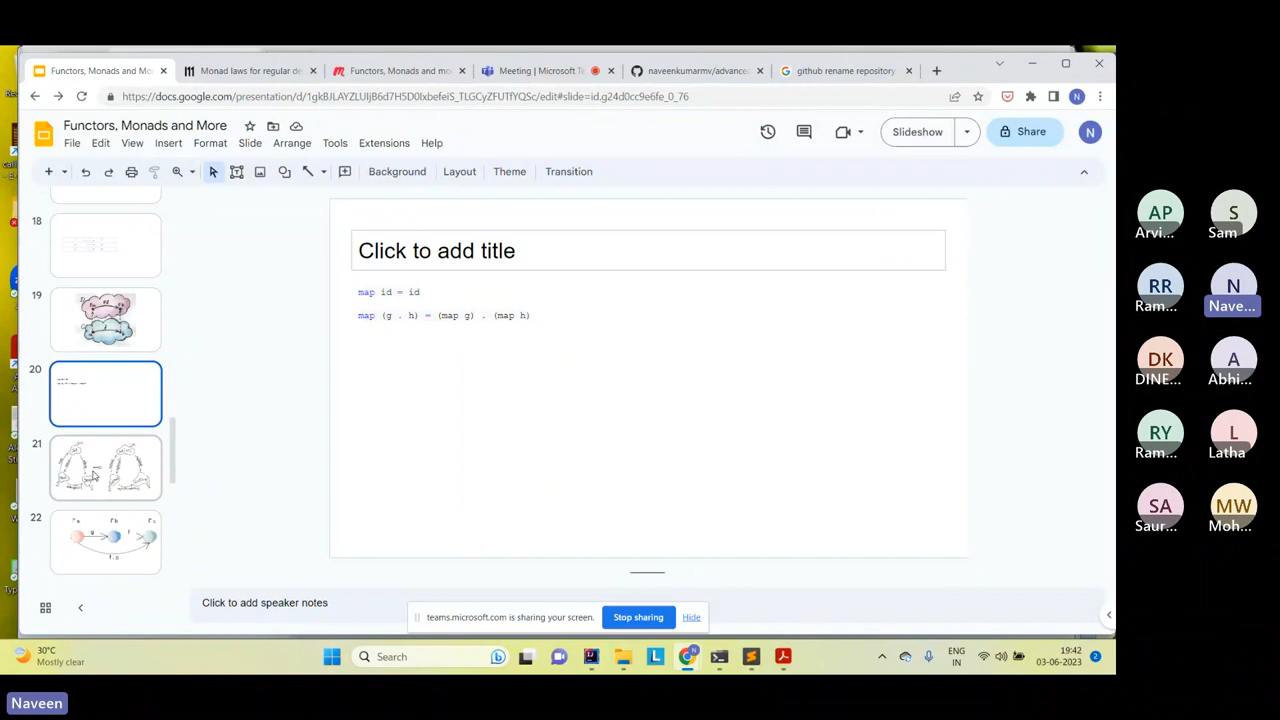 Functors, Monads and Mo
Monad laws for regular de
Functors, Monads and mo
Meeting | Microsoft Te
naveenkumarmv/advance
github rename repository
https://docs.google.com/presentation/d/1gkBJLAYZLUIjB6d7H5D0IxbefeiS_TLGCyZFUTfYQSc/edit#slide=id.g24d0cc9e6fe_0_76
N
Functors, Monads and More
File Edit View Insert Format Slide Arrange Tools Extensions Help
Slideshow
Share
N
Background Layout Theme Transition
18
19
20
21
22
Click to add title
map id = id
map (g . h) = (map g) . (map h)
Click to add speaker notes
teams.microsoft.com is sharing your screen.
Stop sharing
Hide
30°C
Mostly clear
Search
ENG
IN
19:42
03-06-2023
2
AP
Arvi...
S
Sam
RR
Ram...
N
Nave...
DK
DINE...
A
Abhi...
RY
Ram...
L
Latha
SA
Saur...
MW
Moh...
Naveen